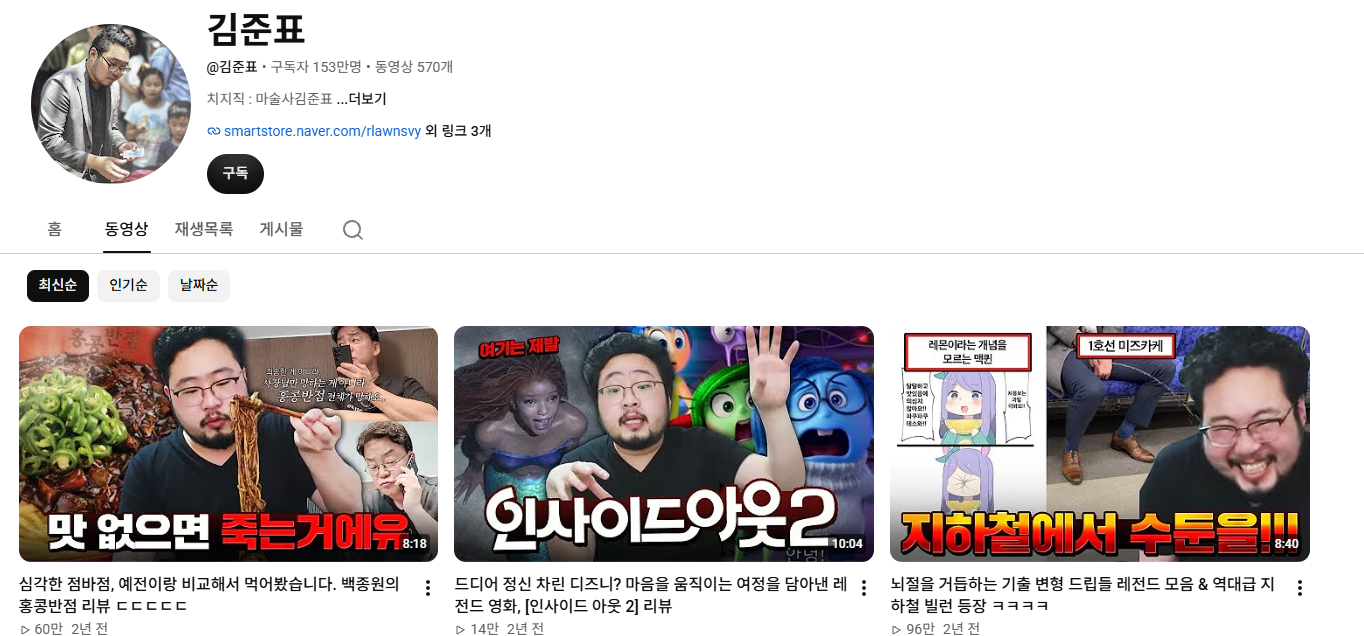 김준표
@김준표 • 구독자 153만명 • 동영상 570개
치지직 : 마술사김준표 ...더보기
smartstore.naver.com/rlawnsvy 외 링크 3개
구독
홈 동영상 재생목록 게시물
최신순 인기순 날짜순
홍콩반점
사장님만 망하는 게 아니라
홍콩반점 전체가 망해요..
맛 없으면 죽는거에유
8:18
여기는 제발
인사이드아웃2
안녕!
10:04
레몬이라는 개념을
모르는 맥퀸
1호선 미즈카케
지하철에서 수둔을!!!
8:40
심각한 점바점, 예전이랑 비교해서 먹어봤습니다. 백종원의
홍콩반점 리뷰 ㄷㄷㄷㄷㄷ
60만 2년 전
드디어 정신 차린 디즈니? 마음을 움직이는 여정을 담아낸 레
전드 영화, [인사이드 아웃 2] 리뷰
14만 2년 전
뇌절을 거듭하는 기출 변형 드립들 레전드 모음 & 역대급 지
하철 빌런 등장 ㅋㅋㅋㅋ
96만 2년 전